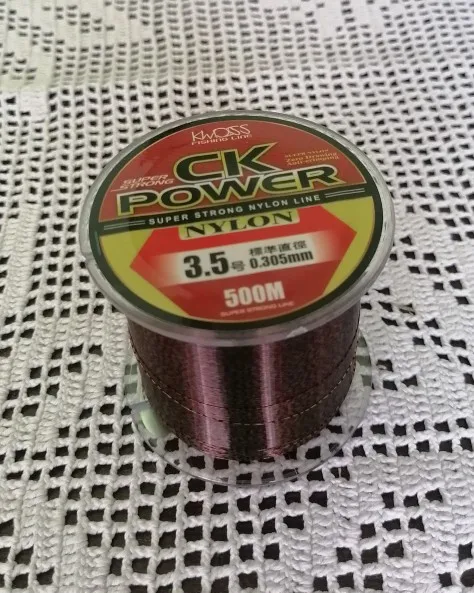 KWOSS
FISHING LINE
SUPER
STRONG
CK
POWER
SUPER STRONG NYLON LINE
NYLON
3.5号 標準直徑
0.305mm
500M
SUPER STRONG LINE